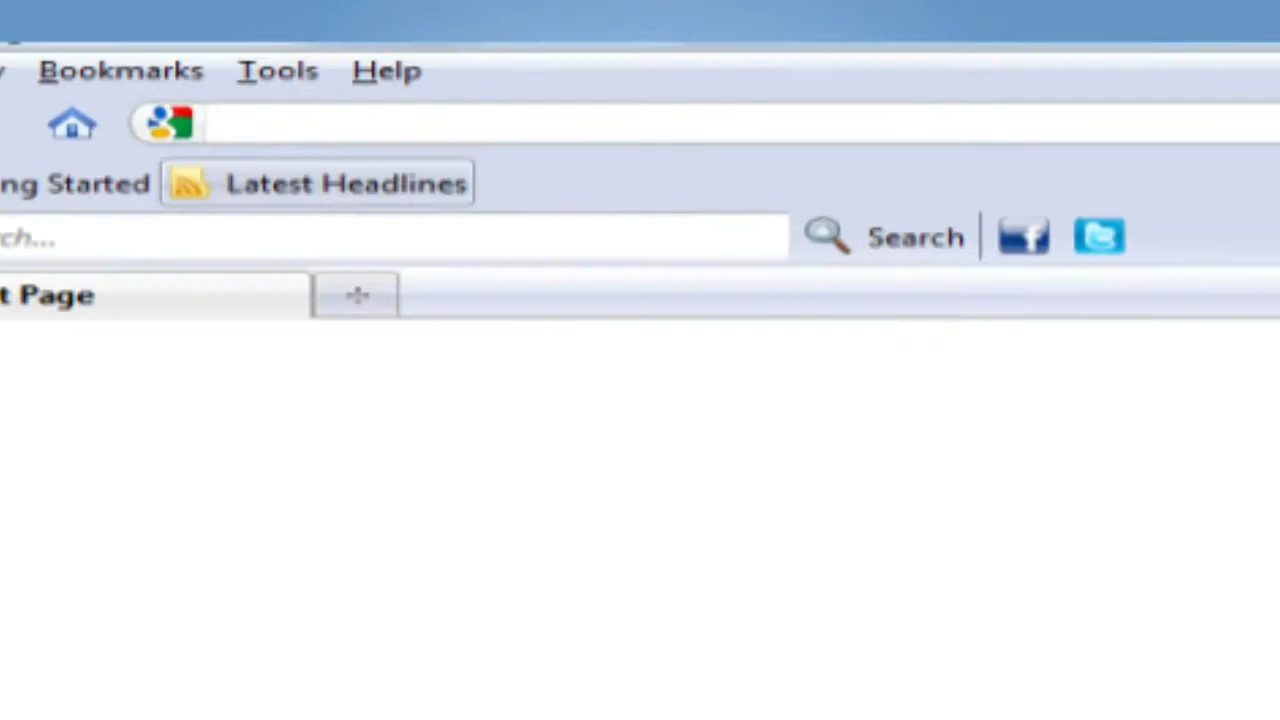 Bookmarks Tools Help
ng Started Latest Headlines
ch... Search
t Page